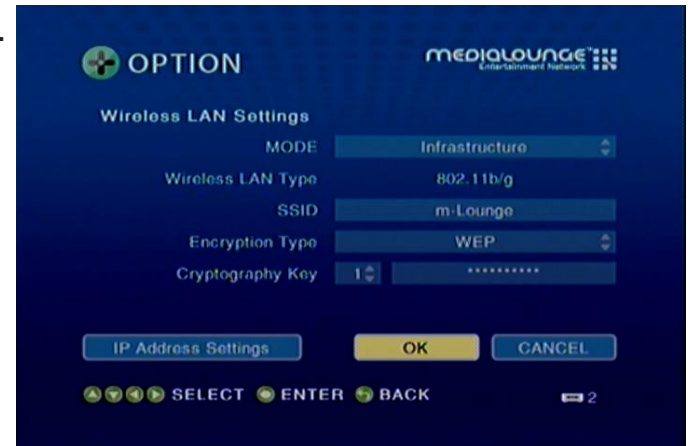 OPTION
MEDIALOUNGE™
Entertainment Network
Wireless LAN Settings
MODE Infrastructure
Wireless LAN Type 802.11b/g
SSID m-Lounge
Encryption Type WEP
Cryptography Key 1 **********
IP Address Settings OK CANCEL
SELECT ENTER BACK 2